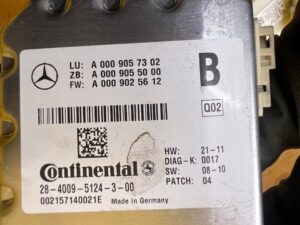 LU: A 000 905 73 02
ZB: A 000 905 50 00
FW: A 000 902 56 12
B
Q02
HW: 21-11
DIAG-K: 0017
SW: 08-10
PATCH: 04
Continental
28-4009-5124-3-00
002157140021E Made in Germany